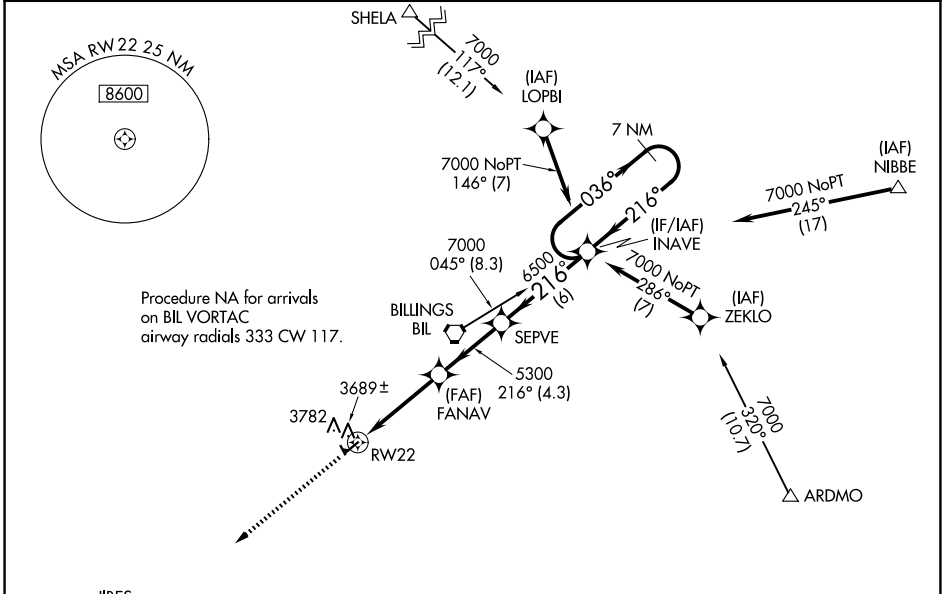 MSA RW22 25 NM
8600
SHELA
7000
117°
(12.1)
(IAF)
LOPBI
7 NM
7000 NoPT
146° (7)
036°
216°
(IAF)
NIBBE
7000 NoPT
245°
(17)
(IF/IAF)
INAVE
7000
045° (8.3)
6500
216°
(6)
7000 NoPT
286°
(7)
(IAF)
ZEKLO
Procedure NA for arrivals
on BIL VORTAC
airway radials 333 CW 117.
BILLINGS
BIL
SEPVE
5300
216° (4.3)
(FAF)
FANAV
3689±
3782
RW22
7000
320°
(10.7)
ARDMO